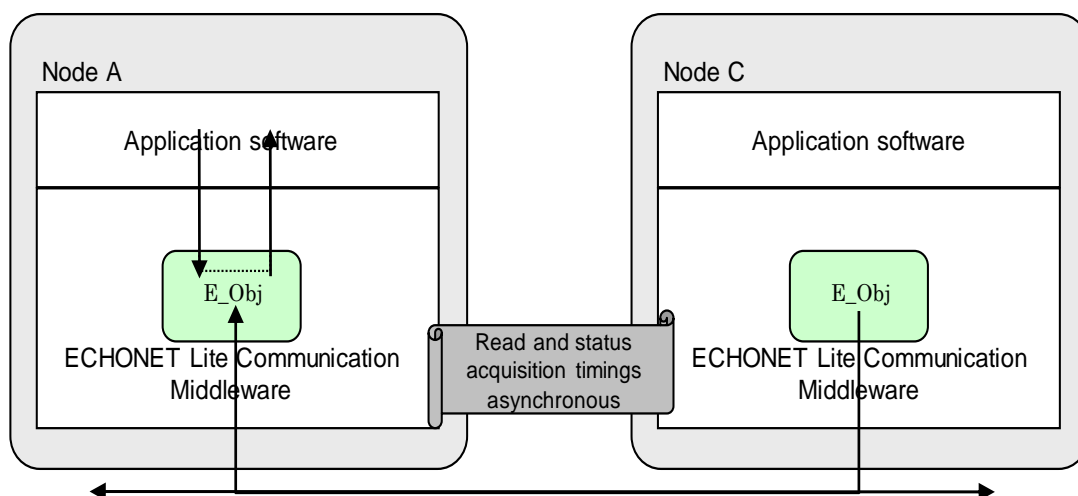 Node A
Application software
E_Obj
ECHONET Lite Communication
Middleware
Read and status
acquisition timings
asynchronous
Node C
Application software
E_Obj
ECHONET Lite Communication
Middleware